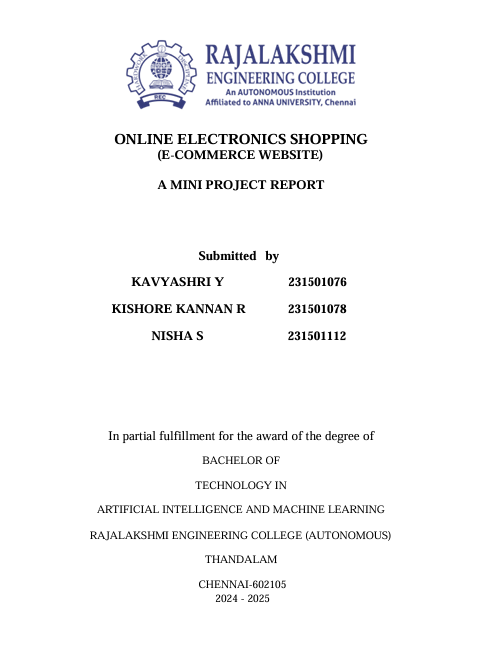 RAJALAKSHMI
ENGINEERING COLLEGE
An AUTONOMOUS Institution
Affiliated to ANNA UNIVERSITY, Chennai
REC
ONLINE ELECTRONICS SHOPPING
(E-COMMERCE WEBSITE)
A MINI PROJECT REPORT
Submitted by
KAVYASHRI Y 231501076
KISHORE KANNAN R 231501078
NISHA S 231501112
In partial fulfillment for the award of the degree of
BACHELOR OF
TECHNOLOGY IN
ARTIFICIAL INTELLIGENCE AND MACHINE LEARNING
RAJALAKSHMI ENGINEERING COLLEGE (AUTONOMOUS)
THANDALAM
CHENNAI-602105
2024 - 2025